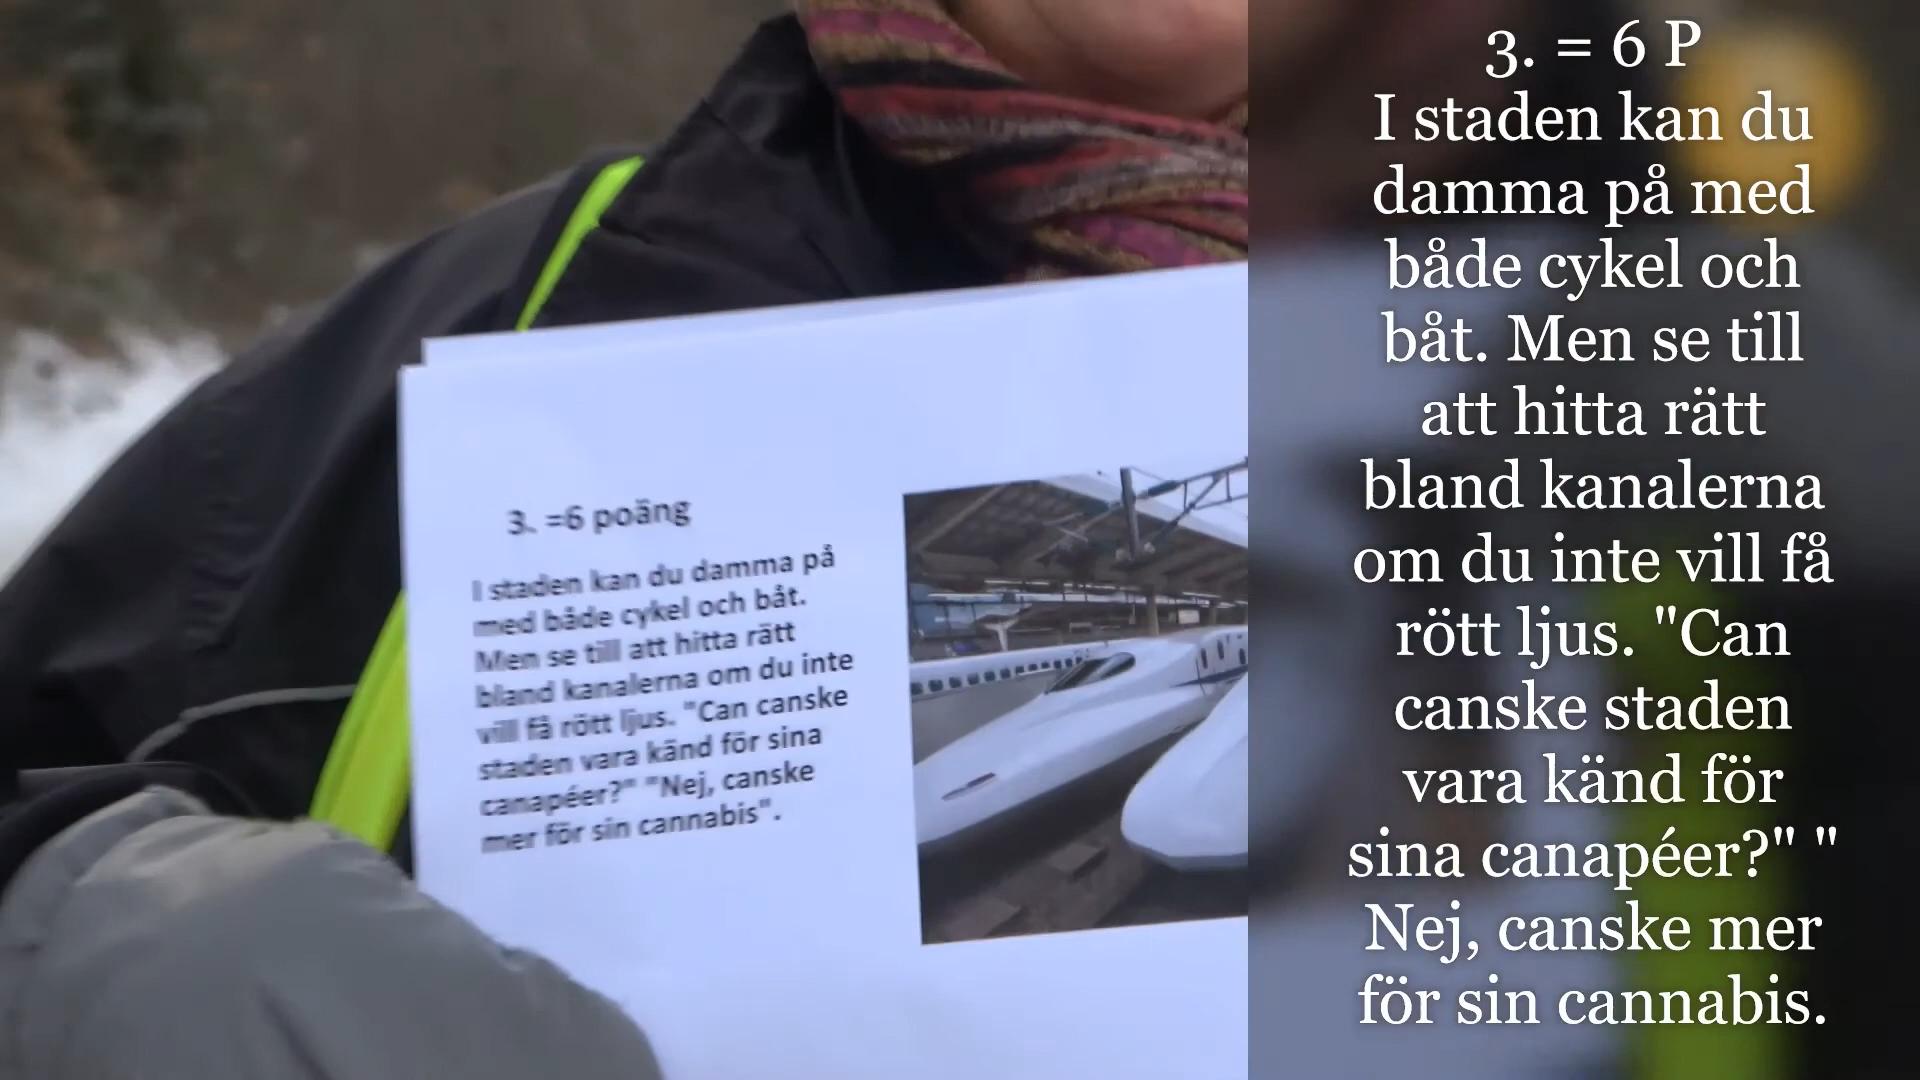 3. =6 poäng
I staden kan du damma på
med både cykel och båt.
Men se till att hitta rätt
bland kanalerna om du inte
vill få rött ljus. "Can canske
staden vara känd för sina
canapéer?" "Nej, canske
mer för sin cannabis".
3. = 6 P
I staden kan du
damma på med
både cykel och
båt. Men se till
att hitta rätt
bland kanalerna
om du inte vill få
rött ljus. "Can
canske staden
vara känd för
sina canapéer?" "
Nej, canske mer
för sin cannabis.